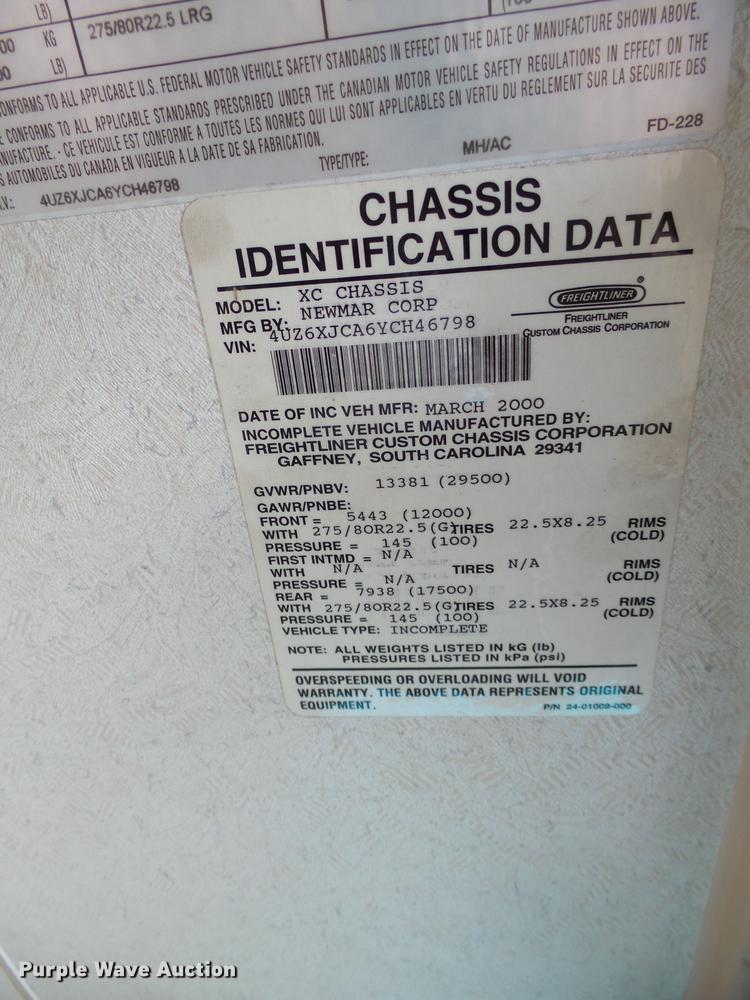 LB)
275/80R22.5 LRG
00 KG
00 LB)
CONFORMS TO ALL APPLICABLE U.S. FEDERAL MOTOR VEHICLE SAFETY STANDARDS IN EFFECT ON THE DATE OF MANUFACTURE SHOWN ABOVE.
CONFORMS TO ALL APPLICABLE STANDARDS PRESCRIBED UNDER THE CANADIAN MOTOR VEHICLE SAFETY REGULATIONS IN EFFECT ON THE
MANUFACTURE. - CE VEHICULE EST CONFORME A TOUTES LES NORMES QUI LUI SONT APPLICABLES EN VERTU DU REGLEMENT SUR LA SECURITE DES
AUTOMOBILES DU CANADA EN VIGUEUR A LA DATE DE SA FABRICATION.
FD-228
4UZ6XJCA6YCH46798 TYPE/TYPE: MH/AC
CHASSIS
IDENTIFICATION DATA
MODEL: XC CHASSIS
MFG BY: NEWMAR CORP
VIN: 4UZ6XJCA6YCH46798
FREIGHTLINER®
FREIGHTLINER
CUSTOM CHASSIS CORPORATION
DATE OF INC VEH MFR: MARCH 2000
INCOMPLETE VEHICLE MANUFACTURED BY:
FREIGHTLINER CUSTOM CHASSIS CORPORATION
GAFFNEY, SOUTH CAROLINA 29341
GVWR/PNBV: 13381 (29500)
GAWR/PNBE:
FRONT = 5443 (12000)
WITH 275/80R22.5(G) TIRES 22.5X8.25 RIMS
PRESSURE = 145 (100) (COLD)
FIRST INTMD = N/A
WITH N/A TIRES N/A RIMS
PRESSURE = N/A (COLD)
REAR = 7938 (17500)
WITH 275/80R22.5(G) TIRES 22.5X8.25 RIMS
PRESSURE = 145 (100) (COLD)
VEHICLE TYPE: INCOMPLETE
NOTE: ALL WEIGHTS LISTED IN KG (lb)
PRESSURES LISTED IN kPa (psi)
OVERSPEEDING OR OVERLOADING WILL VOID
WARRANTY. THE ABOVE DATA REPRESENTS ORIGINAL
EQUIPMENT. P/N 24-01009-000
Purple Wave Auction